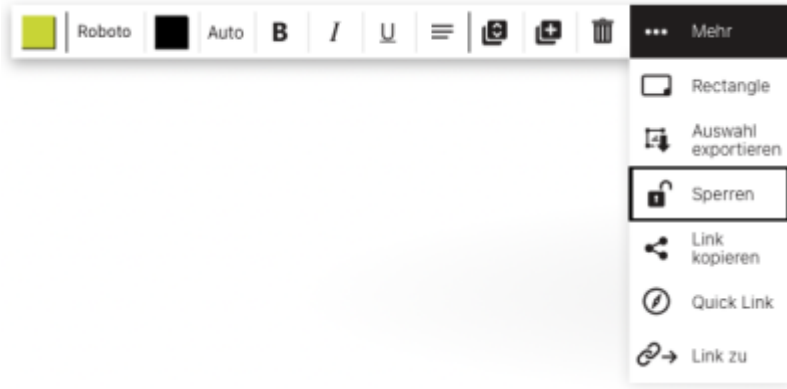 Roboto
Auto
B
I
U
Mehr
Rectangle
Auswahl
exportieren
Sperren
Link
kopieren
Quick Link
Link zu